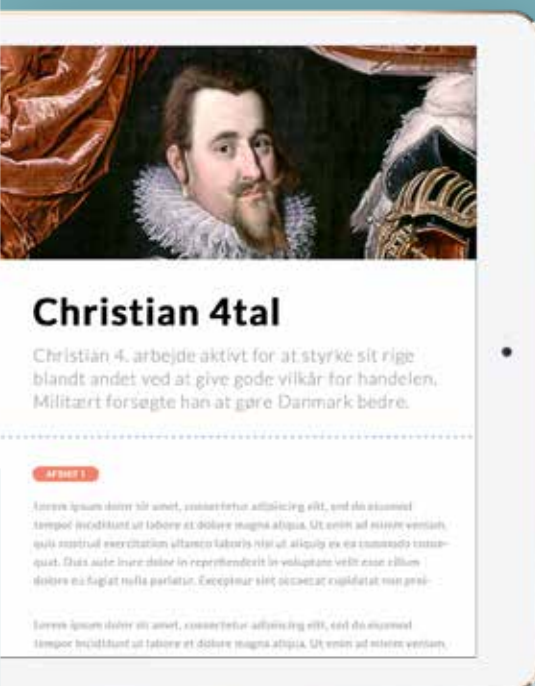 Christian 4tal
Christian 4. arbejde aktivt for at styrke sit rige
blandt andet ved at give gode vilkår for handelen.
Militært forsøgte han at gøre Danmark bedre.
AFSNIT 1
Lorem ipsum dolor sit amet, consectetur adipiscing elit, sed do eiusmod
tempor incididunt ut labore et dolore magna aliqua. Ut enim ad minim veniam,
quis nostrud exercitation ullamco laboris nisi ut aliquip ex ea commodo conse-
quat. Duis aute irure dolor in reprehenderit in voluptate velit esse cillum
dolore eu fugiat nulla pariatur. Excepteur sint occaecat cupidatat non proi-
Lorem ipsum dolor sit amet, consectetur adipiscing elit, sed do eiusmod
tempor incididunt ut labore et dolore magna aliqua. Ut enim ad minim veniam,